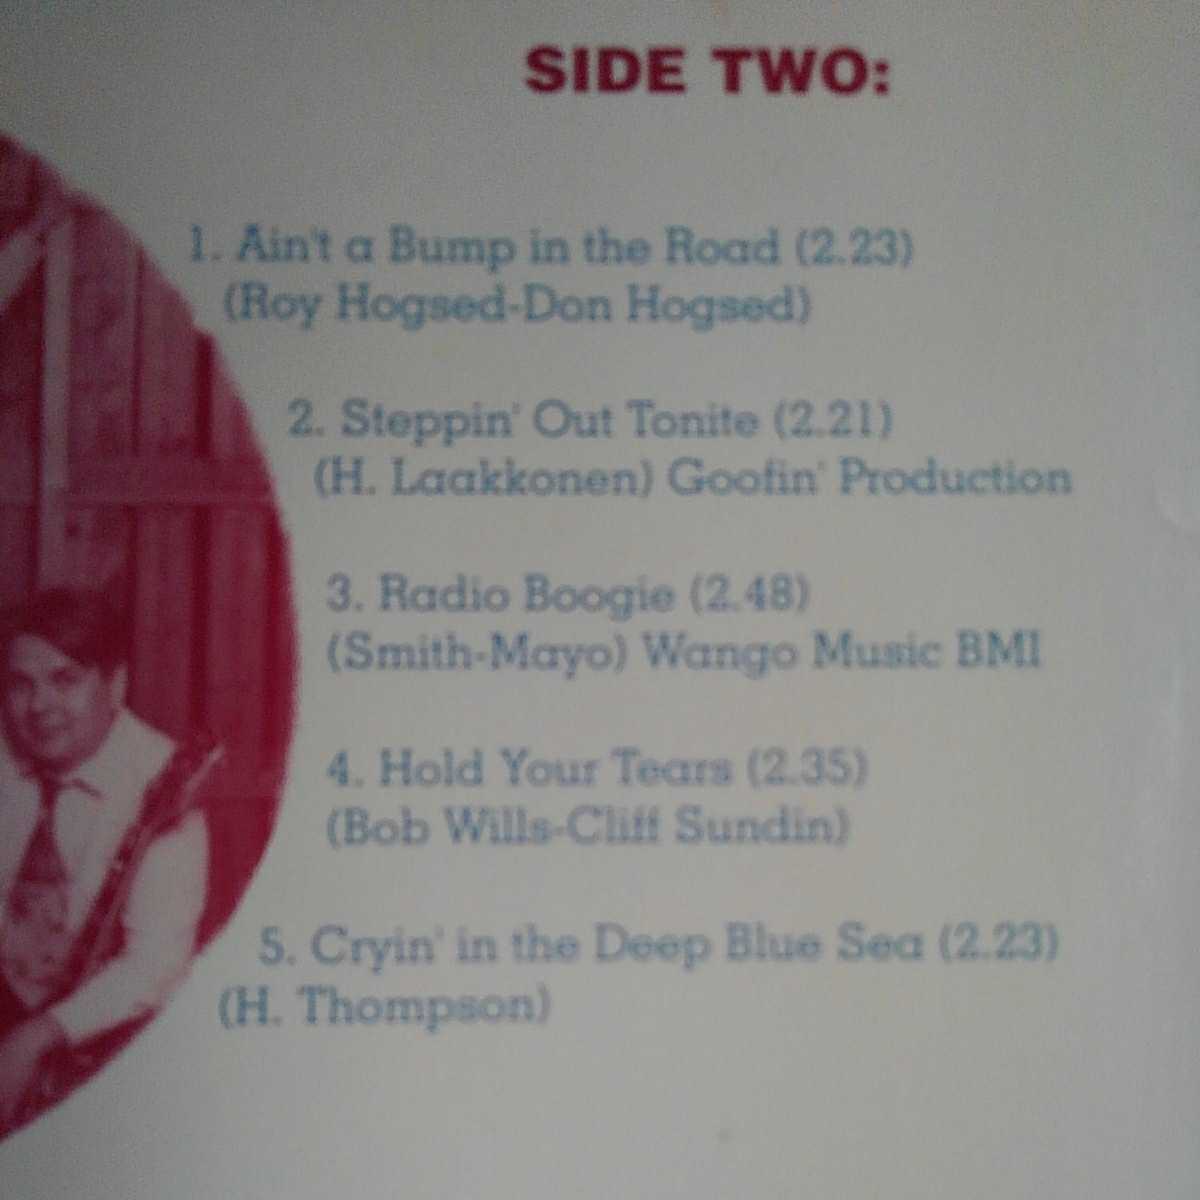 SIDE TWO:
1. Ain't a Bump in the Road (2.23)
(Roy Hogsed-Don Hogsed)
2. Steppin' Out Tonite (2.21)
(H. Laakkonen) Goofin' Production
3. Radio Boogie (2.48)
(Smith-Mayo) Wango Music BMI
4. Hold Your Tears (2.35)
(Bob Wills-Cliff Sundin)
5. Cryin' in the Deep Blue Sea (2.23)
(H. Thompson)